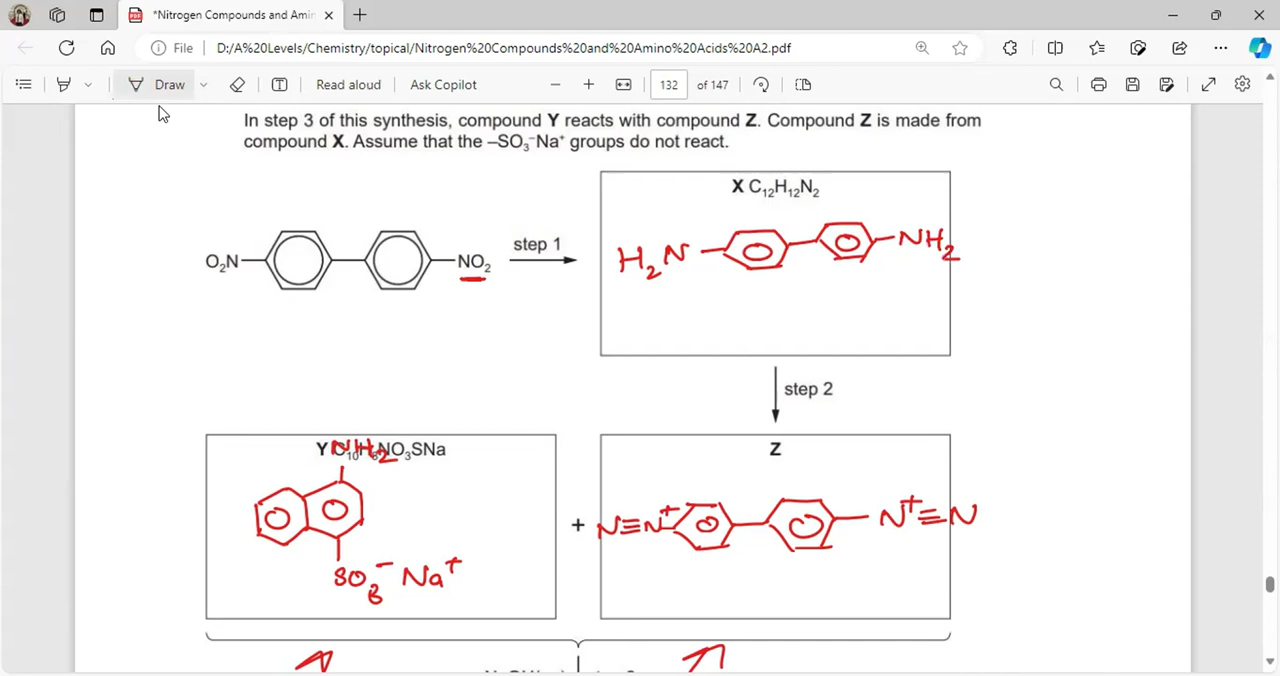 *Nitrogen Compounds and Amin
File D:/A%20Levels/Chemistry/topical/Nitrogen%20Compounds%20and%20Amino%20Acids%20A2.pdf
Draw Read aloud Ask Copilot 132 of 147
In step 3 of this synthesis, compound Y reacts with compound Z. Compound Z is made from
compound X. Assume that the –SO₃⁻Na⁺ groups do not react.
X C₁₂H₁₂N₂
H₂N NH₂
O₂N NO₂ step 1
step 2
Y C₁₀H₈NO₃SNa
NH₂
Z
+ N≡N⁺ N⁺≡N
SO₃⁻ Na⁺